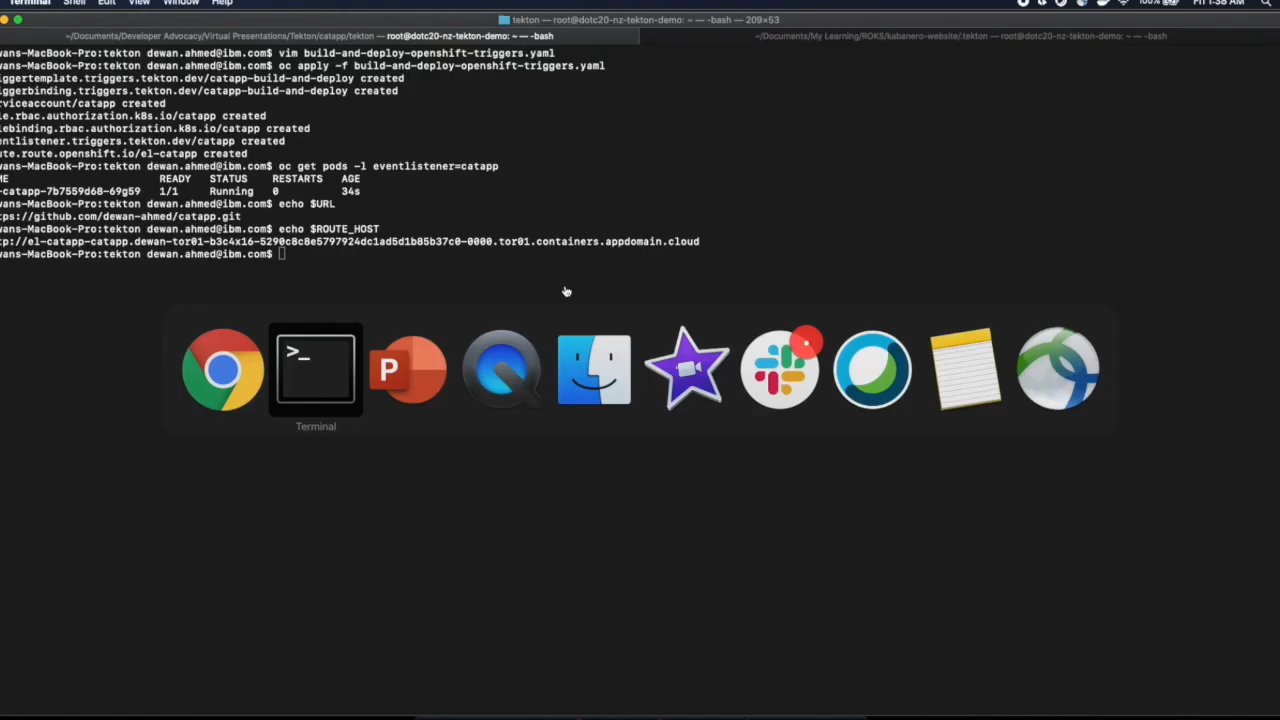 Terminal Shell Edit View Window Help 100% Fri 1:38 AM
tekton — root@dotc20-nz-tekton-demo: ~ — -bash — 209×53
~/Documents/Developer Advocacy/Virtual Presentations/Tekton/catapp/tekton — root@dotc20-nz-tekton-demo: ~ — -bash
~/Documents/My Learning/ROKS/kabanero-website/.tekton — root@dotc20-nz-tekton-demo: ~ — -bash
wans-MacBook-Pro:tekton dewan.ahmed@ibm.com$ vim build-and-deploy-openshift-triggers.yaml
wans-MacBook-Pro:tekton dewan.ahmed@ibm.com$ oc apply -f build-and-deploy-openshift-triggers.yaml
iggertemplate.triggers.tekton.dev/catapp-build-and-deploy created
iggerbinding.triggers.tekton.dev/catapp-build-and-deploy created
rviceaccount/catapp created
le.rbac.authorization.k8s.io/catapp created
lebinding.rbac.authorization.k8s.io/catapp created
entlistener.triggers.tekton.dev/catapp created
ute.route.openshift.io/el-catapp created
wans-MacBook-Pro:tekton dewan.ahmed@ibm.com$ oc get pods -l eventlistener=catapp
ME READY STATUS RESTARTS AGE
-catapp-7b7559d68-69g59 1/1 Running 0 34s
wans-MacBook-Pro:tekton dewan.ahmed@ibm.com$ echo $URL
tps://github.com/dewan-ahmed/catapp.git
wans-MacBook-Pro:tekton dewan.ahmed@ibm.com$ echo $ROUTE_HOST
tp://el-catapp-catapp.dewan-tor01-b3c4x16-5290c8c8e5797924dc1ad5d1b85b37c0-0000.tor01.containers.appdomain.cloud
wans-MacBook-Pro:tekton dewan.ahmed@ibm.com$
>_
P
Terminal